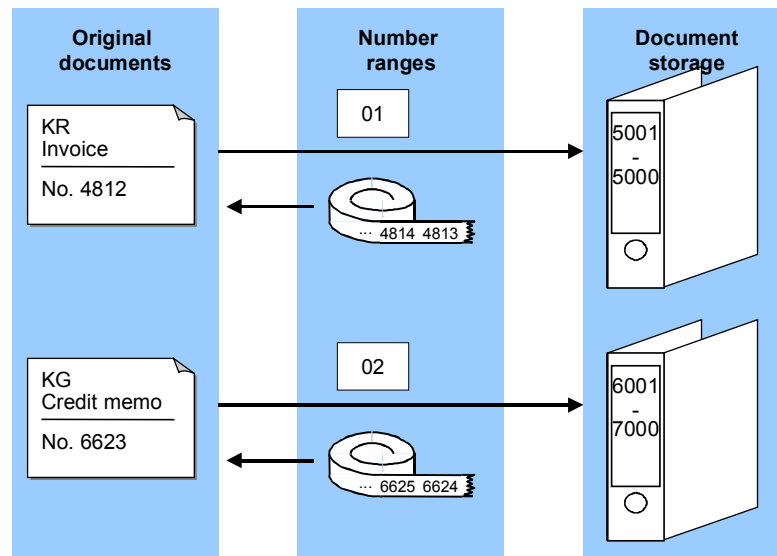 Original
documents
Number
ranges
Document
storage
KR
Invoice
No. 4812
01
... 4814 4813
5001
-
5000
KG
Credit memo
No. 6623
02
... 6625 6624
6001
-
7000